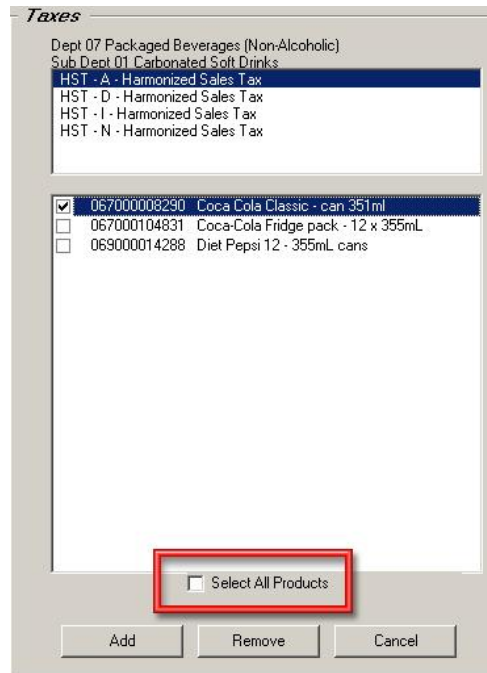 Taxes
Dept 07 Packaged Beverages (Non-Alcoholic)
Sub Dept 01 Carbonated Soft Drinks
HST - A - Harmonized Sales Tax
HST - D - Harmonized Sales Tax
HST - I - Harmonized Sales Tax
HST - N - Harmonized Sales Tax
067000008290 Coca Cola Classic - can 351ml
067000104831 Coca-Cola Fridge pack - 12 x 355mL
069000014288 Diet Pepsi 12 - 355mL cans
Select All Products
Add Remove Cancel